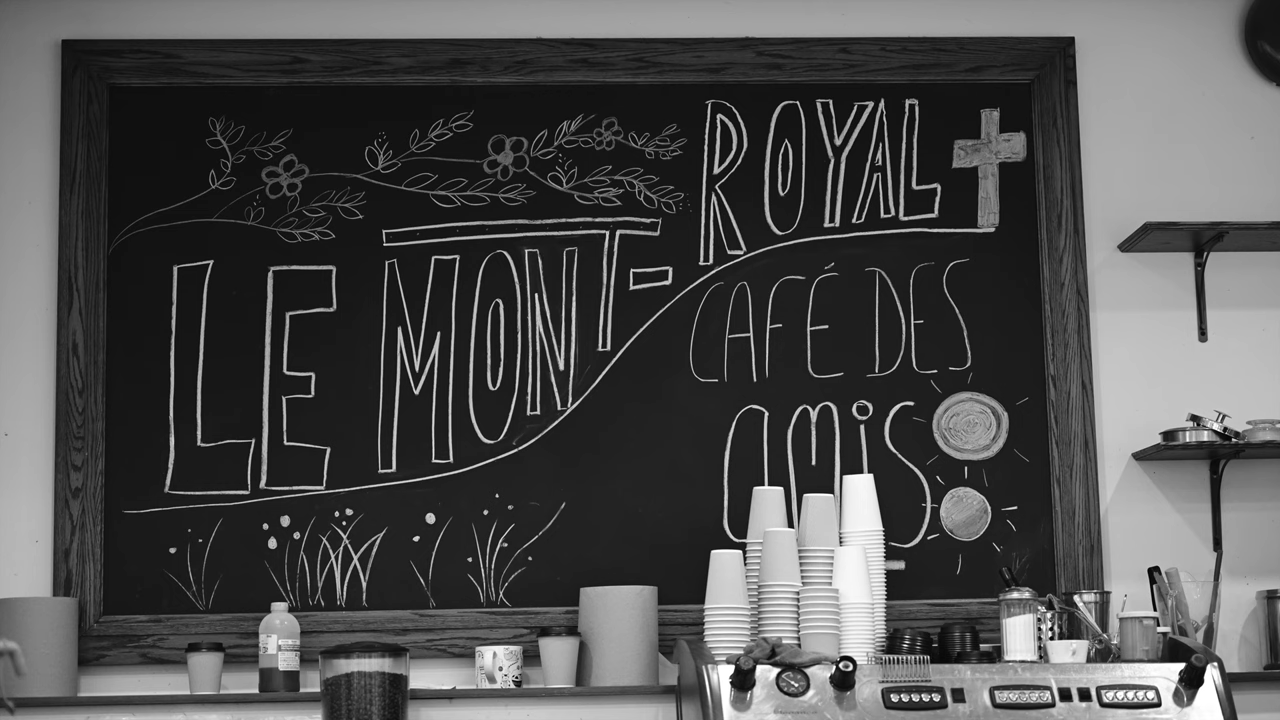 LE MONT-
ROYAL
CAFÉ DES
AMiS